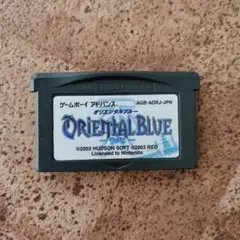 ゲームボーイ アドバンス
AGB-AORJ-JPN
オリエンタルブルー
ORIENTAL BLUE
©2003 HUDSON SOFT ©2003 RED
Licensed to Nintendo